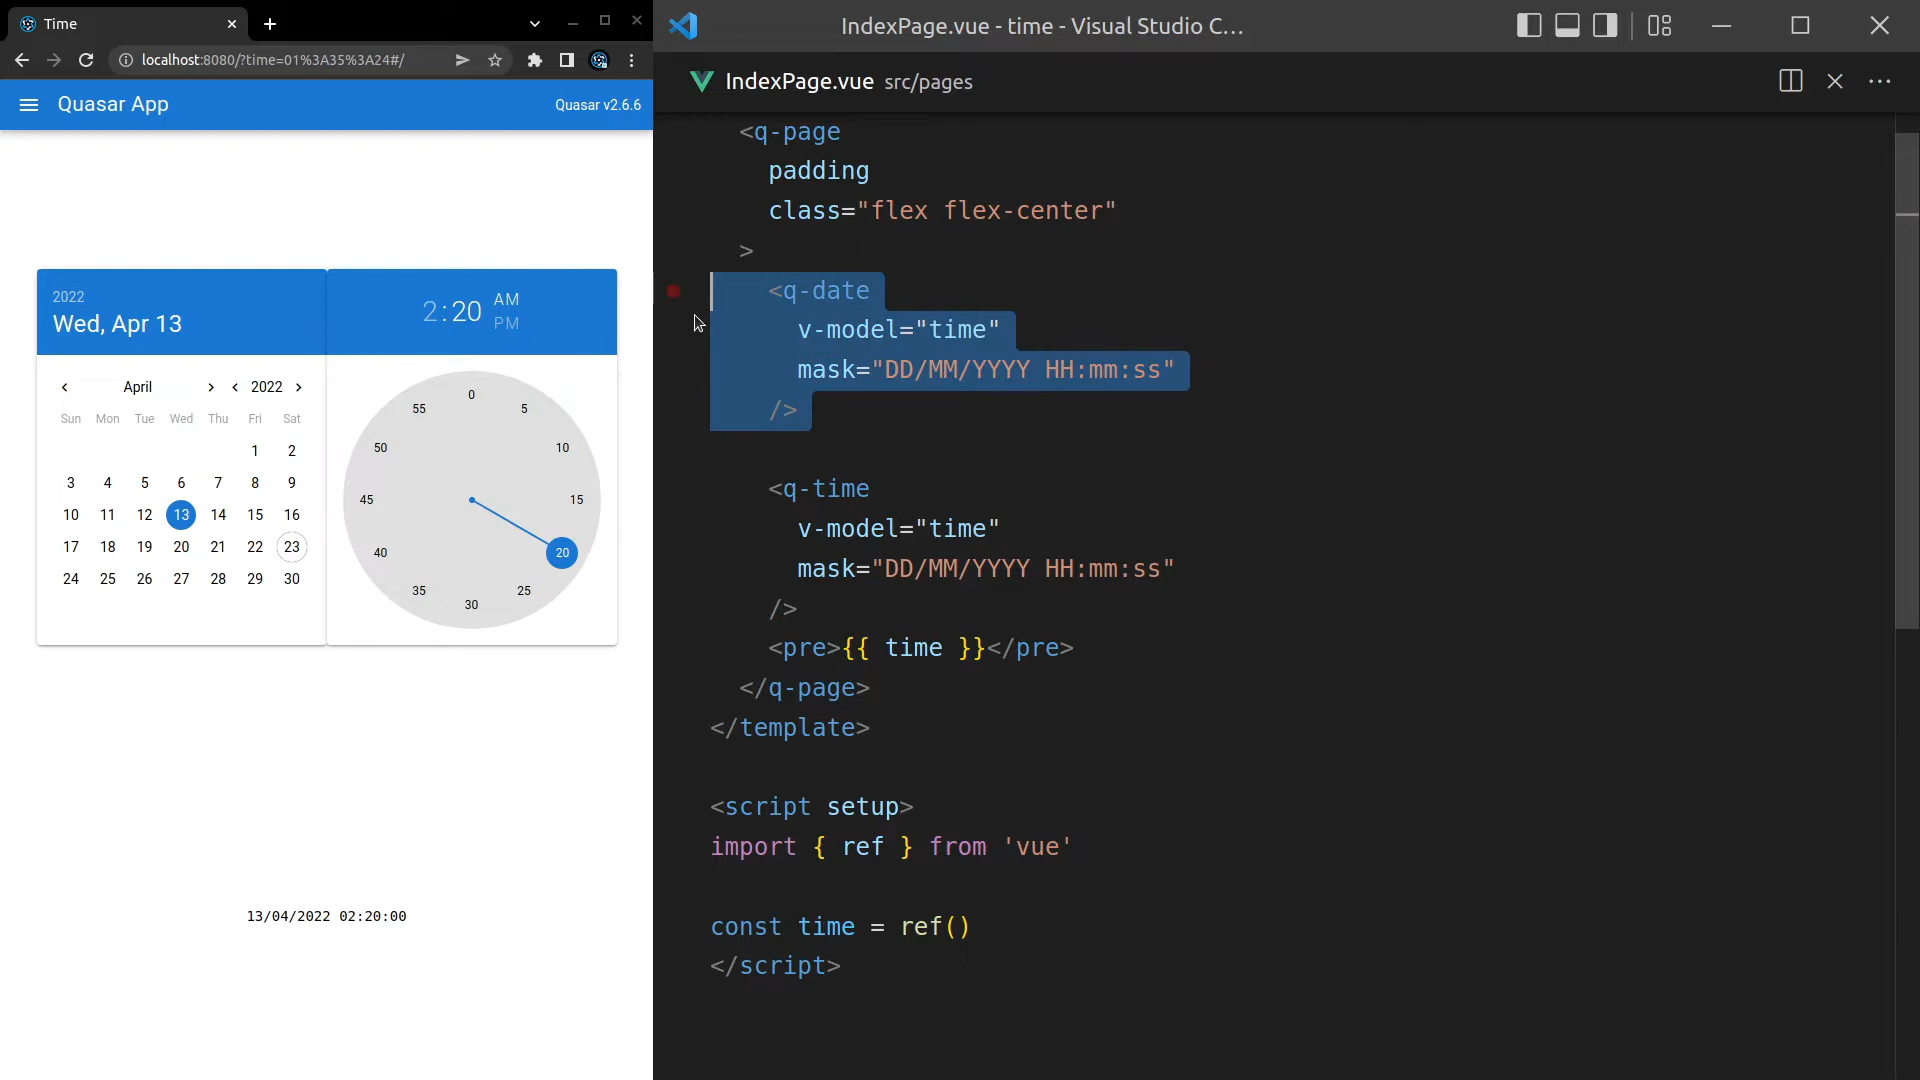 Time
localhost:8080/?time=01%3A35%3A24#/
Quasar App
Quasar v2.6.6
2022
Wed, Apr 13
2:20
AM
PM
April
2022
Sun Mon Tue Wed Thu Fri Sat
1 2
3 4 5 6 7 8 9
10 11 12 13 14 15 16
17 18 19 20 21 22 23
24 25 26 27 28 29 30
0
5
10
15
20
25
30
35
40
45
50
55
13/04/2022 02:20:00
IndexPage.vue - time - Visual Studio C...
IndexPage.vue src/pages
<q-page
padding
class="flex flex-center"
>
<q-date
v-model="time"
mask="DD/MM/YYYY HH:mm:ss"
/>
<q-time
v-model="time"
mask="DD/MM/YYYY HH:mm:ss"
/>
<pre>{{ time }}</pre>
</q-page>
</template>
<script setup>
import { ref } from 'vue'
const time = ref()
</script>